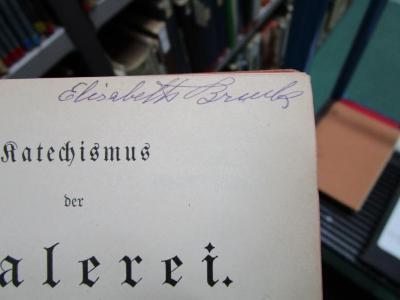 Elisabeth
Katechismus
der
alerei.